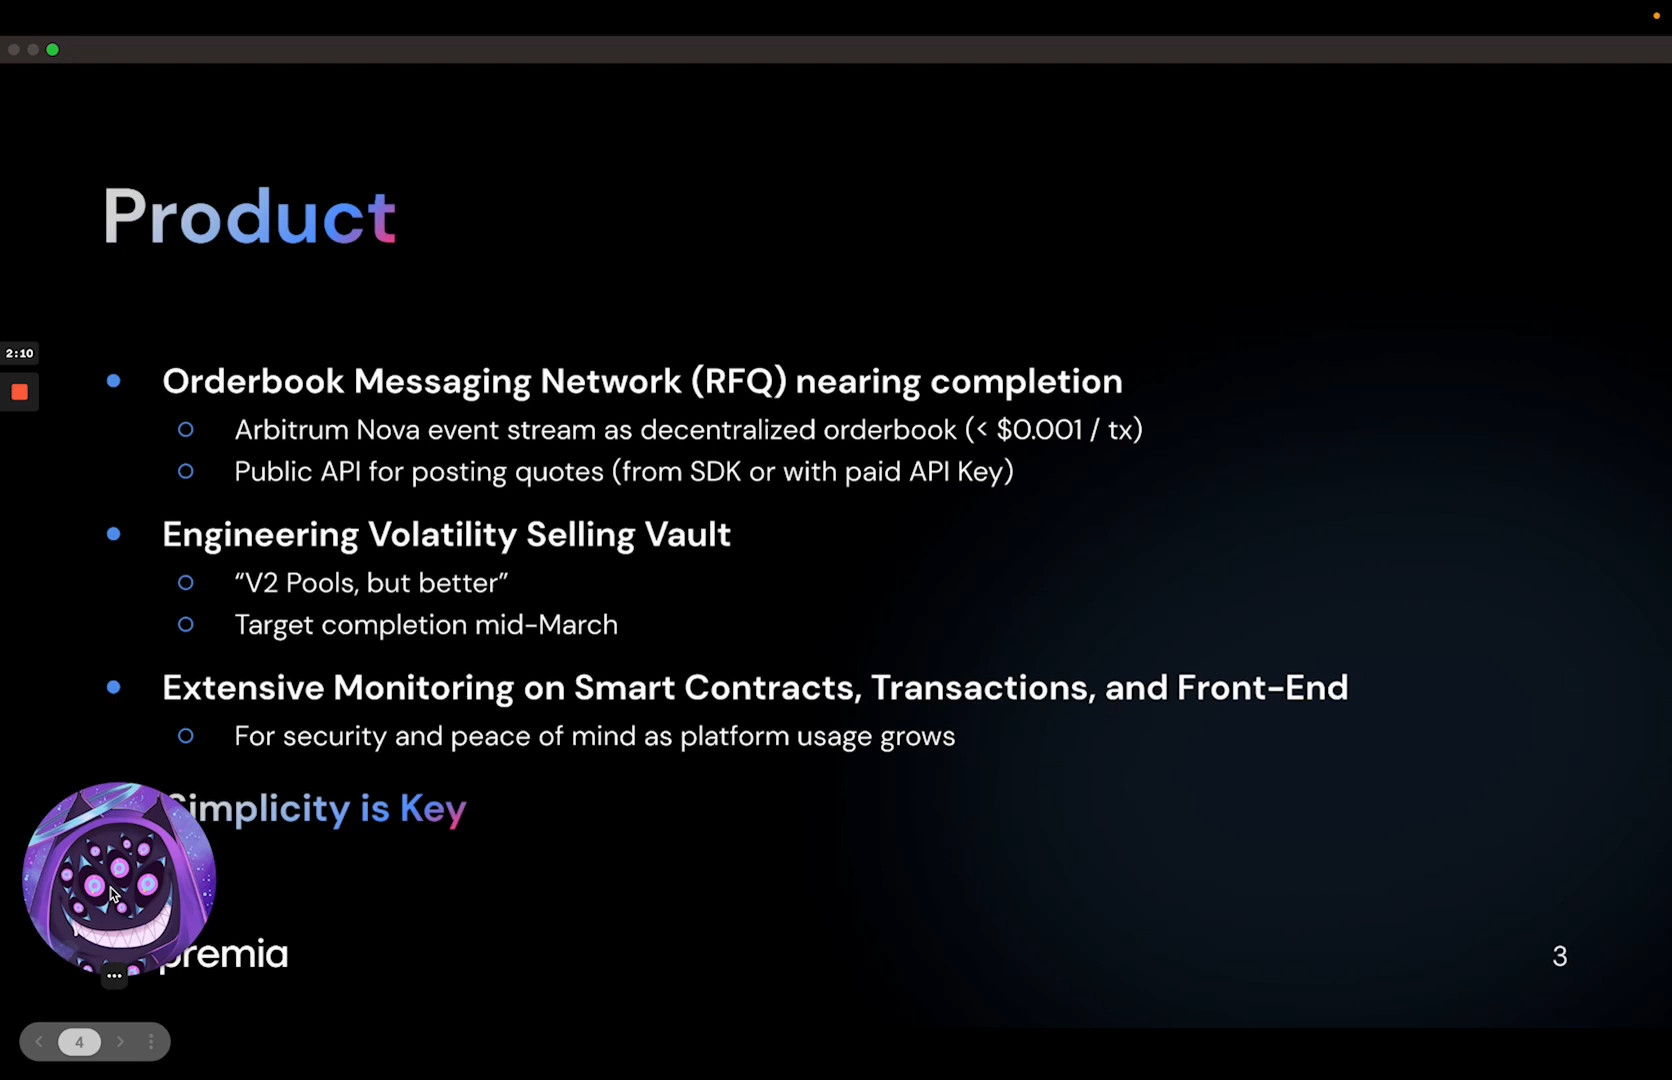 Product
2:10
Orderbook Messaging Network (RFQ) nearing completion
Arbitrum Nova event stream as decentralized orderbook (< $0.001 / tx)
Public API for posting quotes (from SDK or with paid API Key)
Engineering Volatility Selling Vault
“V2 Pools, but better”
Target completion mid-March
Extensive Monitoring on Smart Contracts, Transactions, and Front-End
For security and peace of mind as platform usage grows
Simplicity is Key
premia
3
4